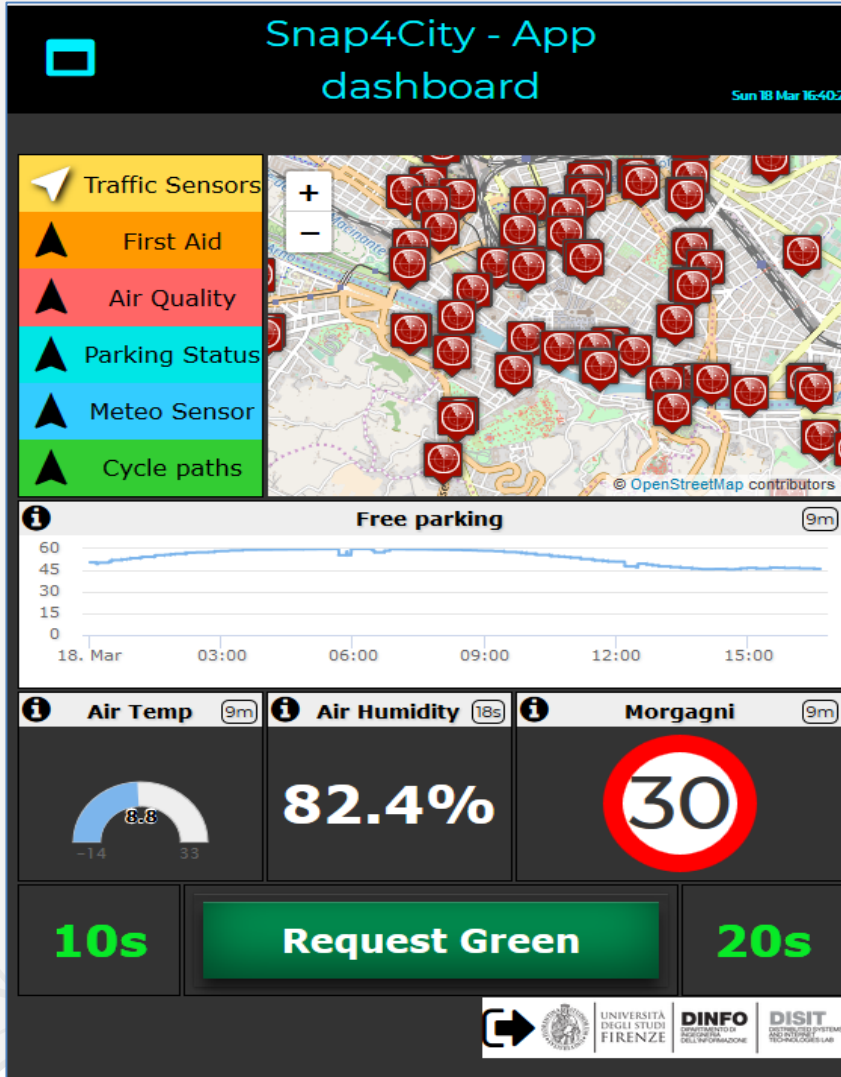 Snap4City - App
dashboard
Sun 18 Mar 16:40:2
Traffic Sensors
First Aid
Air Quality
Parking Status
Meteo Sensor
Cycle paths
+
−
Macinante
Arno
© OpenStreetMap contributors
Free parking
9m
60
45
30
15
0
18. Mar
03:00
06:00
09:00
12:00
15:00
Air Temp
9m
8.8
-14
33
Air Humidity
18s
82.4%
Morgagni
9m
30
10s
Request Green
20s
UNIVERSITÀ
DEGLI STUDI
FIRENZE
DINFO
DIPARTIMENTO DI
INGEGNERIA
DELL'INFORMAZIONE
DISIT
DISTRIBUTED SYSTEMS
AND INTERNET
TECHNOLOGIES LAB